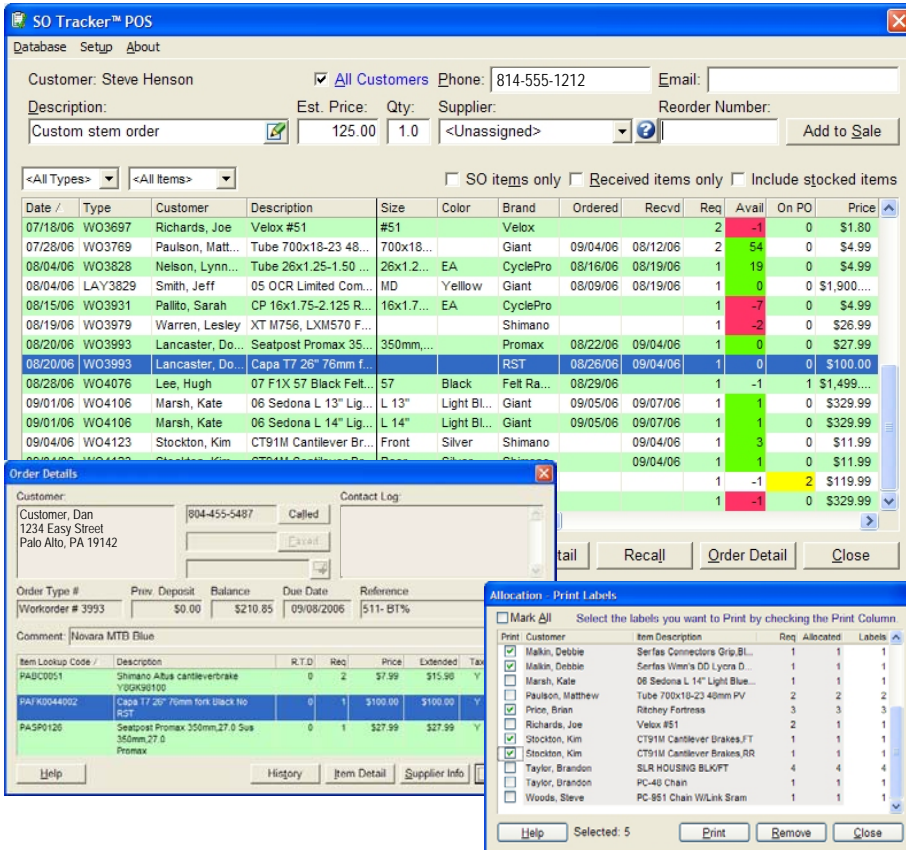 SO Tracker™ POS
Database Setup About
Customer: Steve Henson All Customers Phone: 814-555-1212 Email:
Description: Est. Price: Qty: Supplier: Reorder Number:
Custom stem order 125.00 1.0 <Unassigned> Add to Sale
<All Types> <All Items> SO items only Received items only Include stocked items
Date / Type Customer Description Size Color Brand Ordered Recvd Req Avail On PO Price
07/18/06 WO3697 Richards, Joe Velox #51 #51 Velox 2 -1 0 $1.80
07/28/06 WO3769 Paulson, Matt... Tube 700x18-23 48... 700x18... Giant 09/04/06 08/12/06 2 54 0 $4.99
08/04/06 WO3828 Nelson, Lynn... Tube 26x1.25-1.50 ... 26x1.2... EA CyclePro 08/16/06 08/19/06 1 19 0 $4.99
08/04/06 LAY3829 Smith, Jeff 05 OCR Limited Com... MD Yelllow Giant 08/09/06 08/19/06 1 0 0 $1,900....
08/15/06 WO3931 Pallito, Sarah CP 16x1.75-2.125 R... 16x1.7... EA CyclePro 1 -7 0 $4.99
08/19/06 WO3979 Warren, Lesley XT M756, LXM570 F... Shimano 1 -2 0 $26.99
08/20/06 WO3993 Lancaster, Do... Seatpost Promax 35... 350mm,... Promax 08/22/06 09/04/06 1 0 0 $27.99
08/20/06 WO3993 Lancaster, Do... Capa T7 26" 76mm f... RST 08/26/06 09/04/06 1 0 0 $100.00
08/28/06 WO4076 Lee, Hugh 07 F1X 57 Black Felt... 57 Black Felt Ra... 08/29/06 1 -1 1 $1,499....
09/01/06 WO4106 Marsh, Kate 06 Sedona L 13" Lig... L 13" Light Bl... Giant 09/05/06 09/07/06 1 1 0 $329.99
09/01/06 WO4106 Marsh, Kate 06 Sedona L 14" Lig... L 14" Light Bl... Giant 09/05/06 09/07/06 1 1 0 $329.99
09/04/06 WO4123 Stockton, Kim CT91M Cantilever Br... Front Silver Shimano 09/04/06 1 3 0 $11.99
09/04/06 1 1 0 $11.99
1 -1 2 $119.99
1 -1 0 $329.99
tail Recall Order Detail Close
Order Details
Customer: Contact Log:
Customer, Dan 804-455-5487 Called
1234 Easy Street
Palo Alto, PA 19142
Faxed
Order Type # Prev. Deposit Balance Due Date Reference
Workorder # 3993 $0.00 $210.85 09/08/2006 511- BT%
Comment: Novara MTB Blue
Item Lookup Code / Description R.T.D Req Price Extended Tax
PABC0051 Shimano Altus cantileverbrake 0 2 $7.99 $15.98 Y
Y8GK98100
PAFK0044002 Capa T7 26" 76mm fork Black No 0 1 $100.00 $100.00 Y
RST
PASP0126 Seatpost Promax 350mm,27.0 Sus 0 1 $27.99 $27.99 Y
350mm,27.0
Promax
Help History Item Detail Supplier Info
Allocation - Print Labels
Mark All Select the labels you want to Print by checking the Print Column.
Print Customer Item Description Req Allocated Labels
Malkin, Debbie Serfas Connectors Grip,Bl... 1 1 1
Malkin, Debbie Serfas Wmn's DD Lycra D... 1 1 1
Marsh, Kate 06 Sedona L 14" Light Blue... 1 1 1
Paulson, Matthew Tube 700x18-23 48mm PV 2 2 2
Price, Brian Ritchey Fortress 3 3 3
Richards, Joe Velox #51 2 1 1
Stockton, Kim CT91M Cantilever Brakes,FT 1 1 1
Stockton, Kim CT91M Cantilever Brakes,RR 1 1 1
Taylor, Brandon SLR HOUSING BLK/FT 4 4 4
Taylor, Brandon PC-48 Chain 1 1 1
Woods, Steve PC-951 Chain W/Link Sram 1 1 1
Help Selected: 5 Print Remove Close